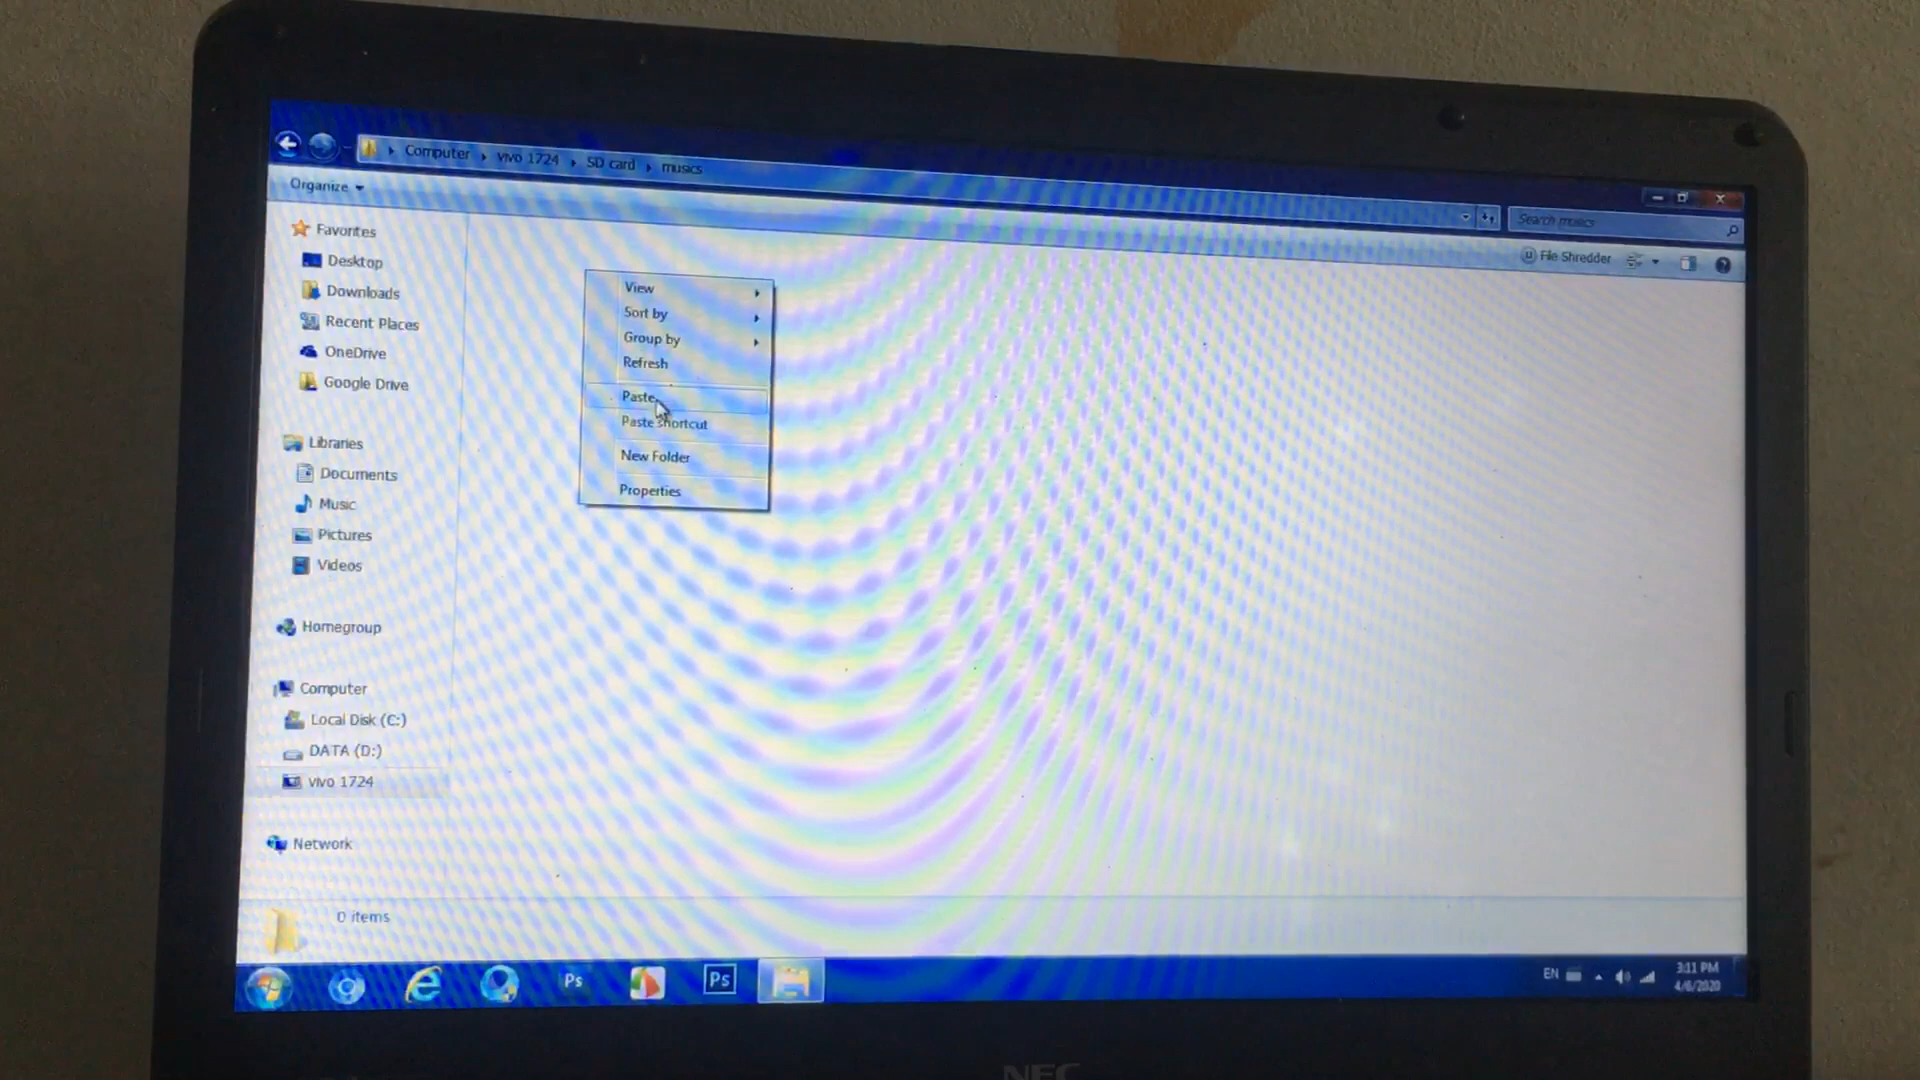 Computer vivo 1724 SD card musics
Search musics
Organize
File Shredder
Favorites
Desktop
Downloads
Recent Places
OneDrive
Google Drive
Libraries
Documents
Music
Pictures
Videos
Homegroup
Computer
Local Disk (C:)
DATA (D:)
vivo 1724
Network
View
Sort by
Group by
Refresh
Paste
Paste shortcut
New Folder
Properties
0 items
Ps
Ps
EN
3:11 PM
4/6/2020
NEC